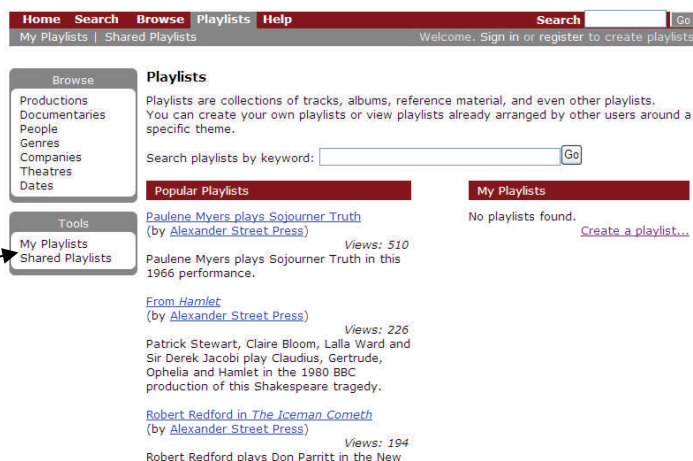 Home Search Browse Playlists Help Search Go
My Playlists | Shared Playlists Welcome. Sign in or register to create playlists
Browse
Productions
Documentaries
People
Genres
Companies
Theatres
Dates
Tools
My Playlists
Shared Playlists
Playlists
Playlists are collections of tracks, albums, reference material, and even other playlists.
You can create your own playlists or view playlists already arranged by other users around a
specific theme.
Search playlists by keyword: Go
Popular Playlists
Paulene Myers plays Sojourner Truth
(by Alexander Street Press)
Views: 510
Paulene Myers plays Sojourner Truth in this
1966 performance.
From Hamlet
(by Alexander Street Press)
Views: 226
Patrick Stewart, Claire Bloom, Lalla Ward and
Sir Derek Jacobi play Claudius, Gertrude,
Ophelia and Hamlet in the 1980 BBC
production of this Shakespeare tragedy.
Robert Redford in The Iceman Cometh
(by Alexander Street Press)
Views: 194
Robert Redford plays Don Parritt in the New
My Playlists
No playlists found.
Create a playlist...